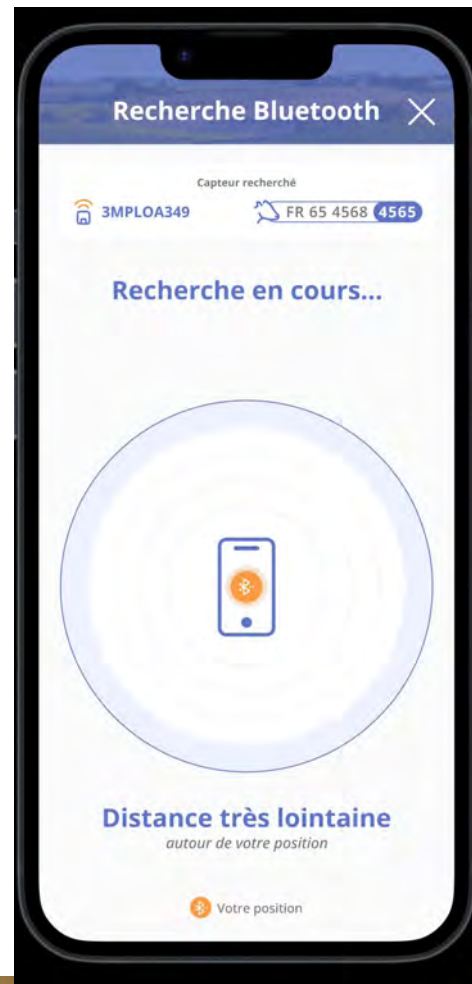 Recherche Bluetooth
Capteur recherché
3MPLOA349 FR 65 4568 4565
Recherche en cours...
Distance très lointaine
autour de votre position
Votre position